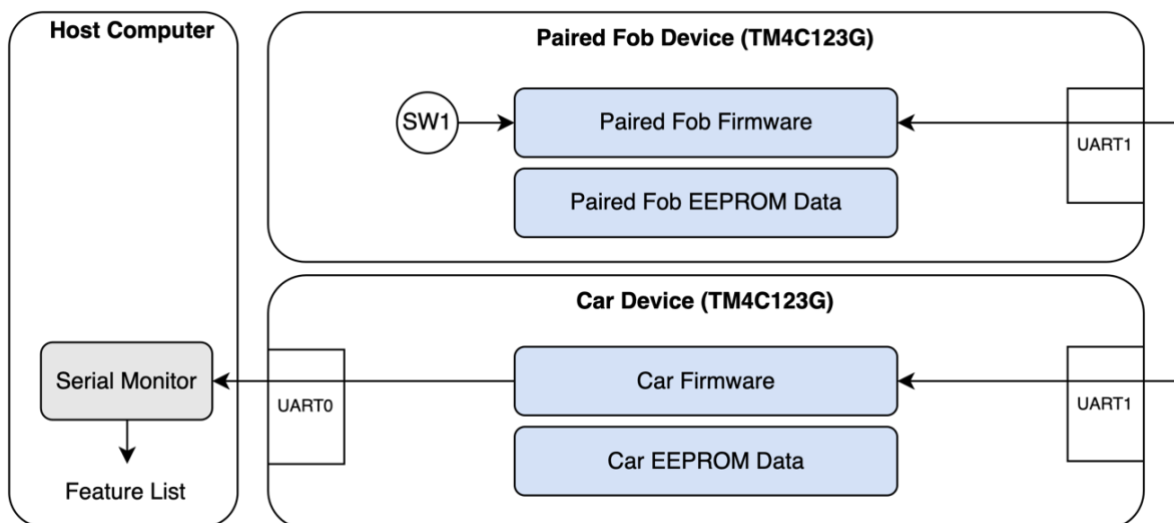 Host Computer
Paired Fob Device (TM4C123G)
SW1
Paired Fob Firmware
UART1
Paired Fob EEPROM Data
Car Device (TM4C123G)
Serial Monitor
UART0
Car Firmware
UART1
Car EEPROM Data
Feature List